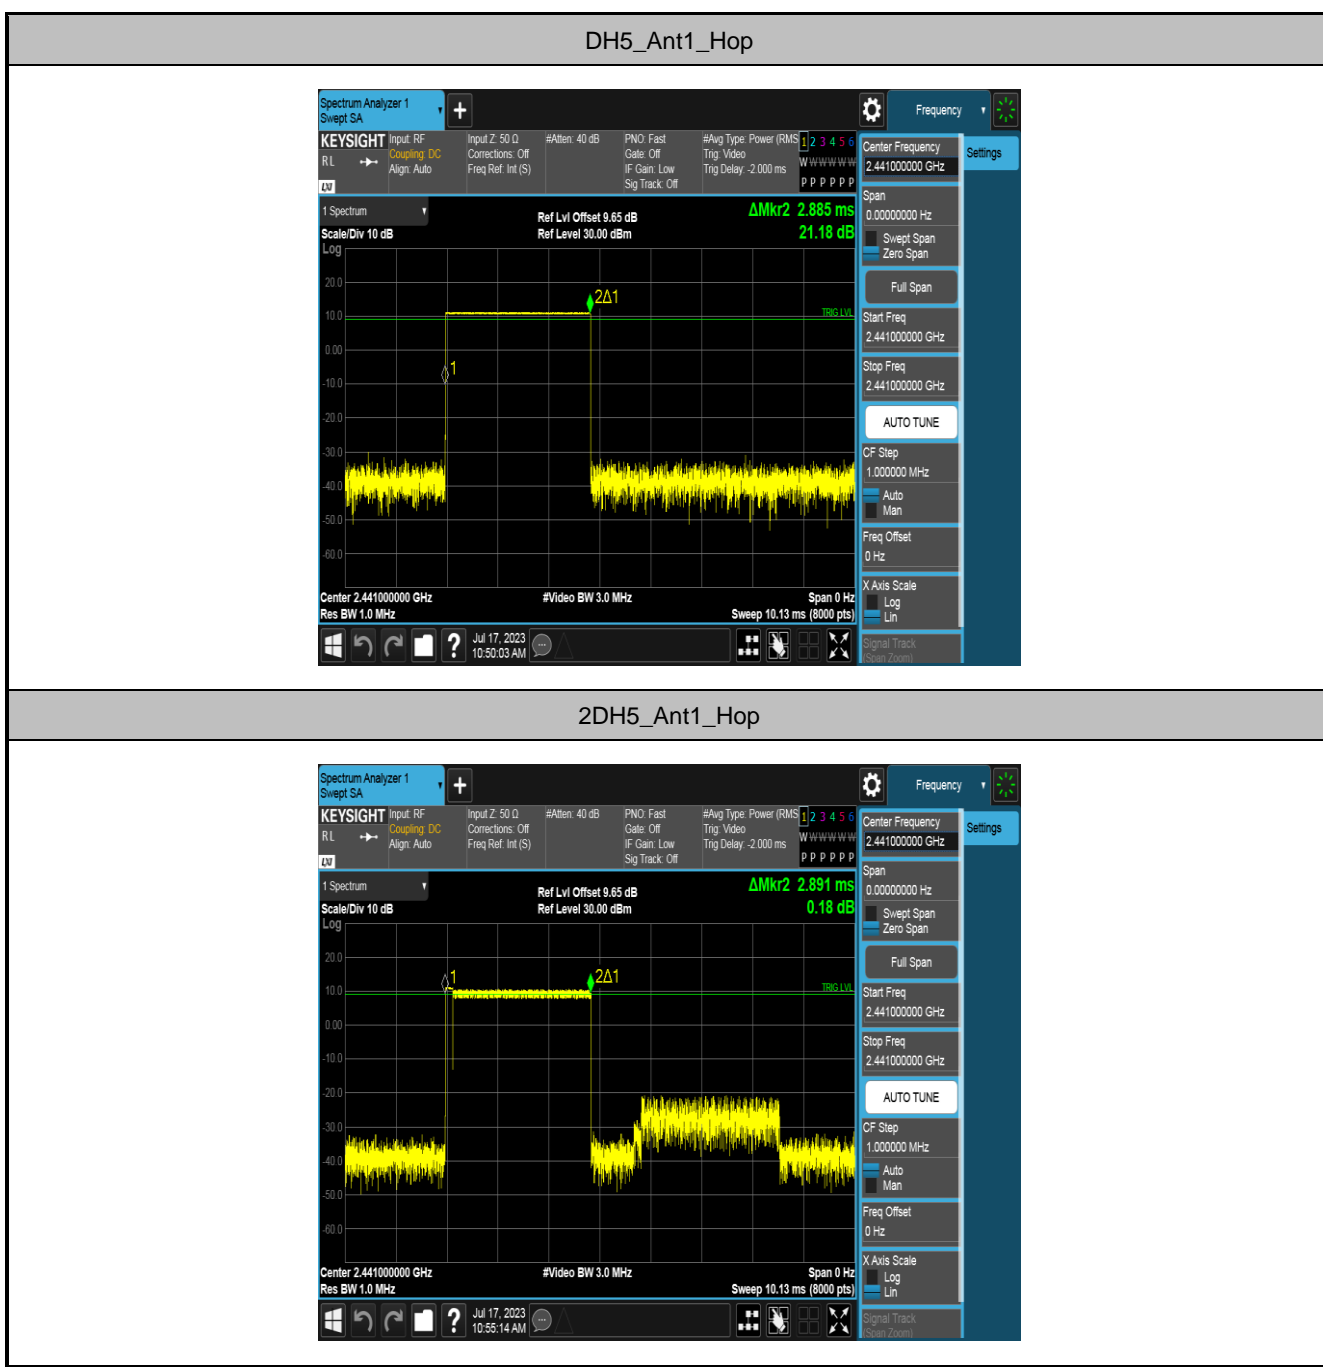 DH5_Ant1_Hop
Spectrum Analyzer 1
Swept SA
Frequency
KEYSIGHT
RL
LXI
Input: RF
Coupling: DC
Align: Auto
Input Z: 50 Ω
Corrections: Off
Freq Ref: Int (S)
#Atten: 40 dB
PNO: Fast
Gate: Off
IF Gain: Low
Sig Track: Off
#Avg Type: Power (RMS
Trig: Video
Trig Delay: -2.000 ms
1 2 3 4 5 6
W W W W W W
P P P P P P
Center Frequency
2.441000000 GHz
Settings
1 Spectrum
Ref Lvl Offset 9.65 dB
ΔMkr2 2.885 ms
Scale/Div 10 dB
Ref Level 30.00 dBm
21.18 dB
Log
Span
0.00000000 Hz
Swept Span
Zero Span
Full Span
Start Freq
2.441000000 GHz
Stop Freq
2.441000000 GHz
AUTO TUNE
CF Step
1.000000 MHz
Auto
Man
Freq Offset
0 Hz
X Axis Scale
Log
Lin
Signal Track
(Span Zoom)
20.0
10.0
0.00
-10.0
-20.0
-30.0
-40.0
-50.0
-60.0
2Δ1
TRIG LVL
1
Center 2.441000000 GHz
#Video BW 3.0 MHz
Span 0 Hz
Res BW 1.0 MHz
Sweep 10.13 ms (8000 pts)
Jul 17, 2023
10:50:03 AM
2DH5_Ant1_Hop
Spectrum Analyzer 1
Swept SA
Frequency
KEYSIGHT
RL
LXI
Input: RF
Coupling: DC
Align: Auto
Input Z: 50 Ω
Corrections: Off
Freq Ref: Int (S)
#Atten: 40 dB
PNO: Fast
Gate: Off
IF Gain: Low
Sig Track: Off
#Avg Type: Power (RMS
Trig: Video
Trig Delay: -2.000 ms
1 2 3 4 5 6
W W W W W W
P P P P P P
Center Frequency
2.441000000 GHz
Settings
1 Spectrum
Ref Lvl Offset 9.65 dB
ΔMkr2 2.891 ms
Scale/Div 10 dB
Ref Level 30.00 dBm
0.18 dB
Log
Span
0.00000000 Hz
Swept Span
Zero Span
Full Span
Start Freq
2.441000000 GHz
Stop Freq
2.441000000 GHz
AUTO TUNE
CF Step
1.000000 MHz
Auto
Man
Freq Offset
0 Hz
X Axis Scale
Log
Lin
Signal Track
(Span Zoom)
20.0
10.0
0.00
-10.0
-20.0
-30.0
-40.0
-50.0
-60.0
1
2Δ1
TRIG LVL
Center 2.441000000 GHz
#Video BW 3.0 MHz
Span 0 Hz
Res BW 1.0 MHz
Sweep 10.13 ms (8000 pts)
Jul 17, 2023
10:55:14 AM